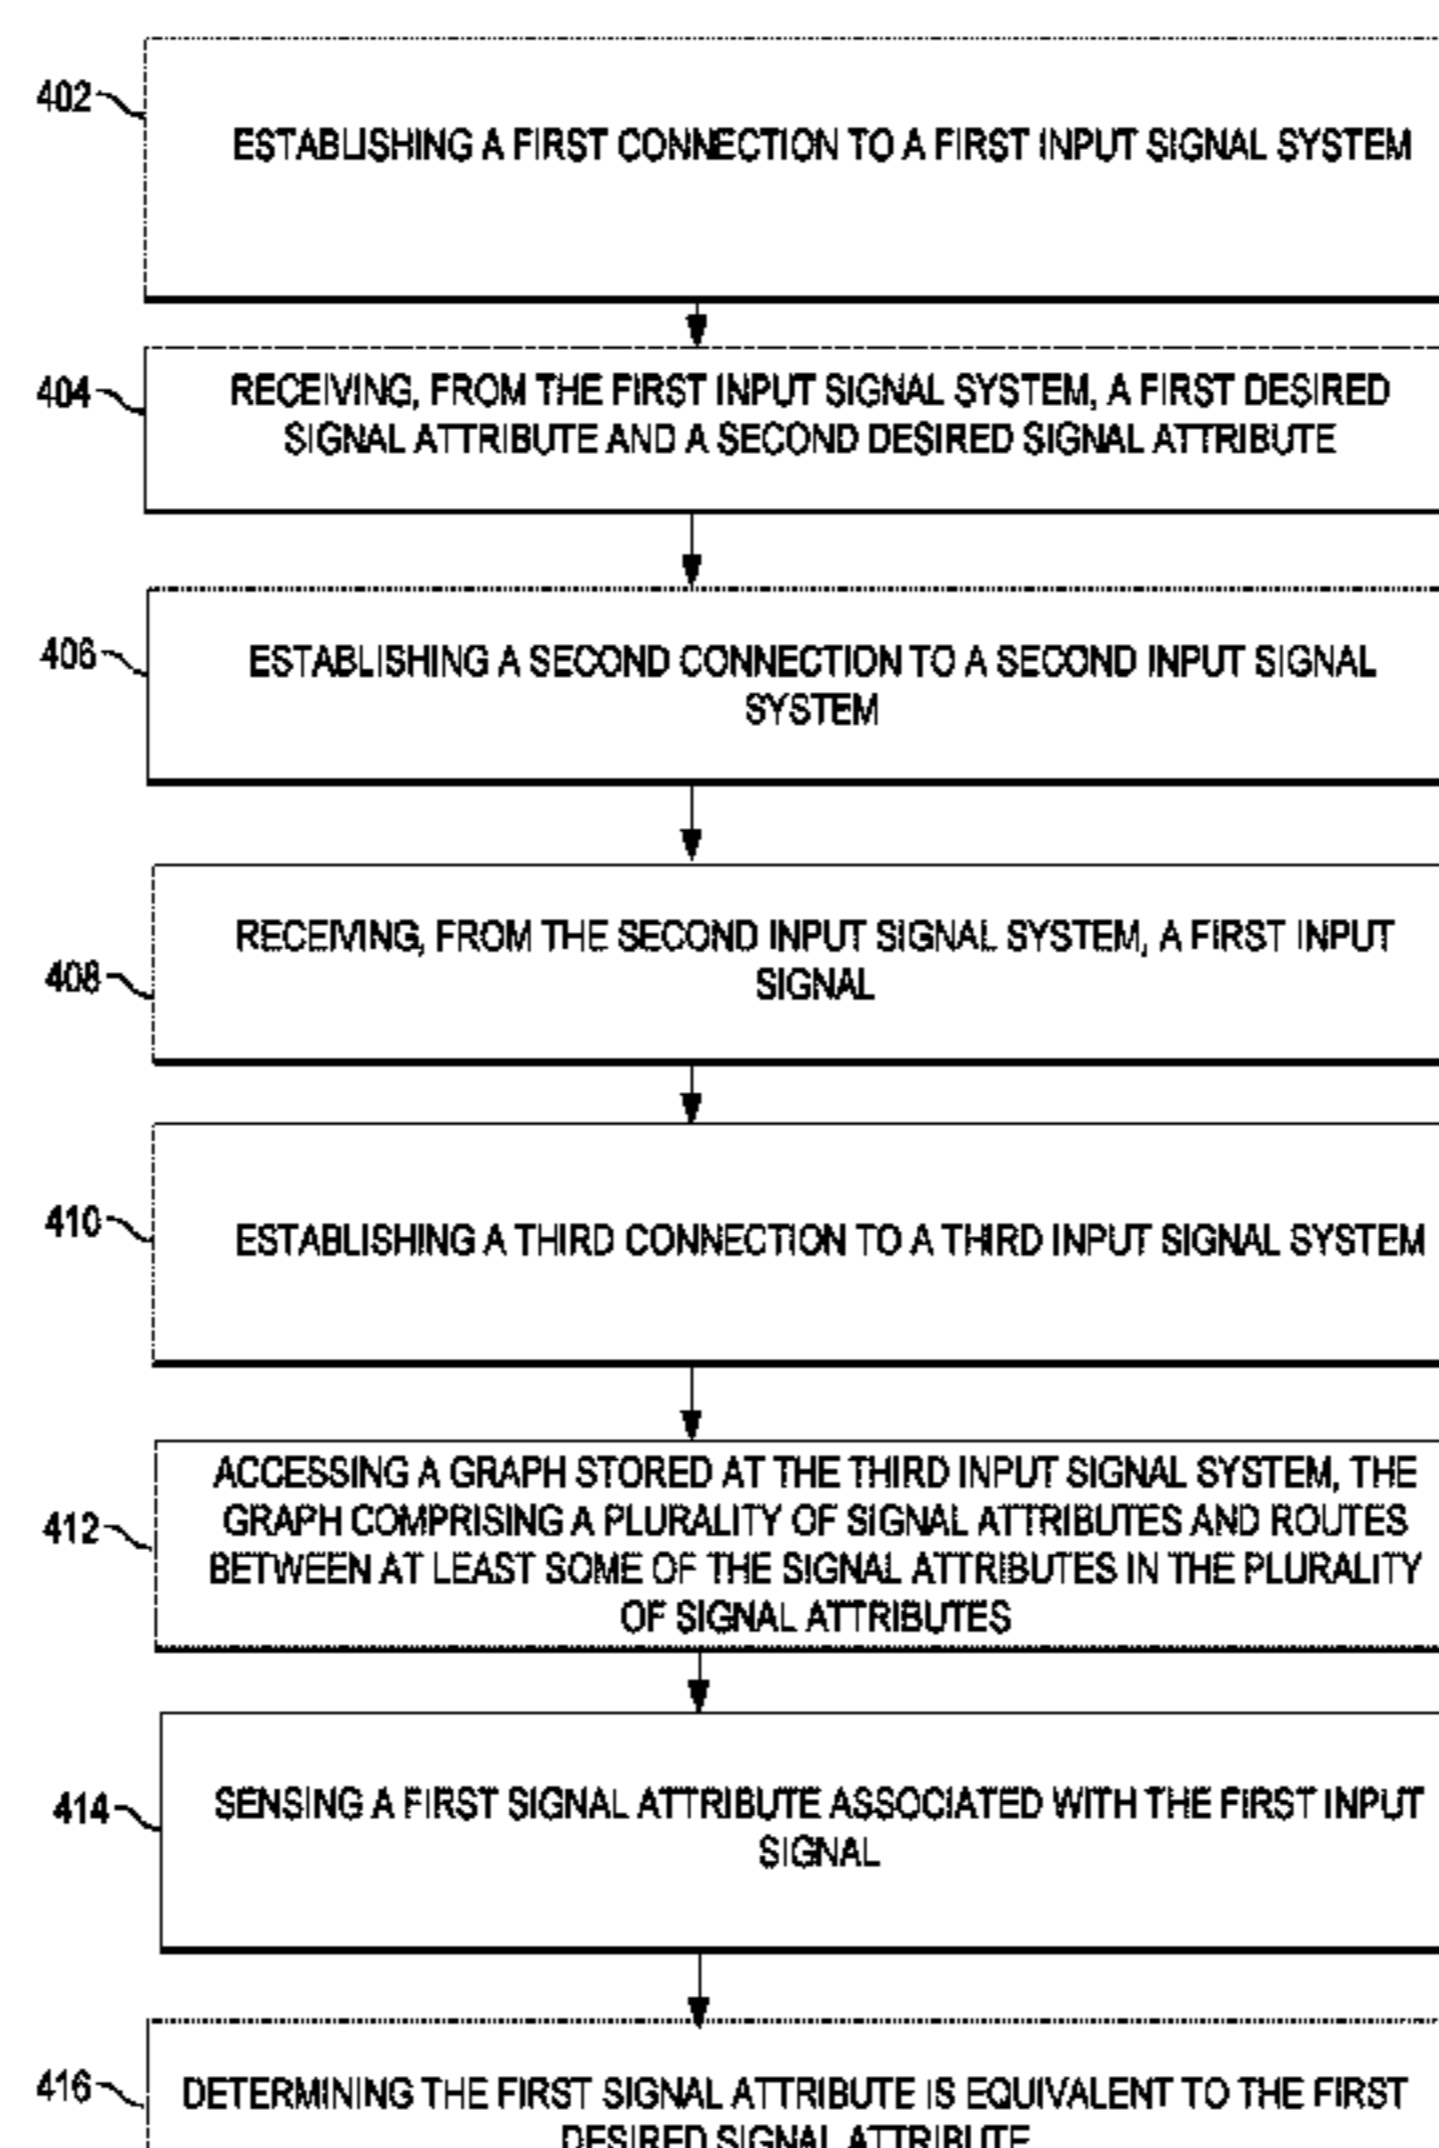 402
ESTABLISHING A FIRST CONNECTION TO A FIRST INPUT SIGNAL SYSTEM
404
RECEIVING, FROM THE FIRST INPUT SIGNAL SYSTEM, A FIRST DESIRED
SIGNAL ATTRIBUTE AND A SECOND DESIRED SIGNAL ATTRIBUTE
406
ESTABLISHING A SECOND CONNECTION TO A SECOND INPUT SIGNAL
SYSTEM
408
RECEIVING, FROM THE SECOND INPUT SIGNAL SYSTEM, A FIRST INPUT
SIGNAL
410
ESTABLISHING A THIRD CONNECTION TO A THIRD INPUT SIGNAL SYSTEM
412
ACCESSING A GRAPH STORED AT THE THIRD INPUT SIGNAL SYSTEM, THE
GRAPH COMPRISING A PLURALITY OF SIGNAL ATTRIBUTES AND ROUTES
BETWEEN AT LEAST SOME OF THE SIGNAL ATTRIBUTES IN THE PLURALITY
OF SIGNAL ATTRIBUTES
414
SENSING A FIRST SIGNAL ATTRIBUTE ASSOCIATED WITH THE FIRST INPUT
SIGNAL
416
DETERMINING THE FIRST SIGNAL ATTRIBUTE IS EQUIVALENT TO THE FIRST
DESIRED SIGNAL ATTRIBUTE